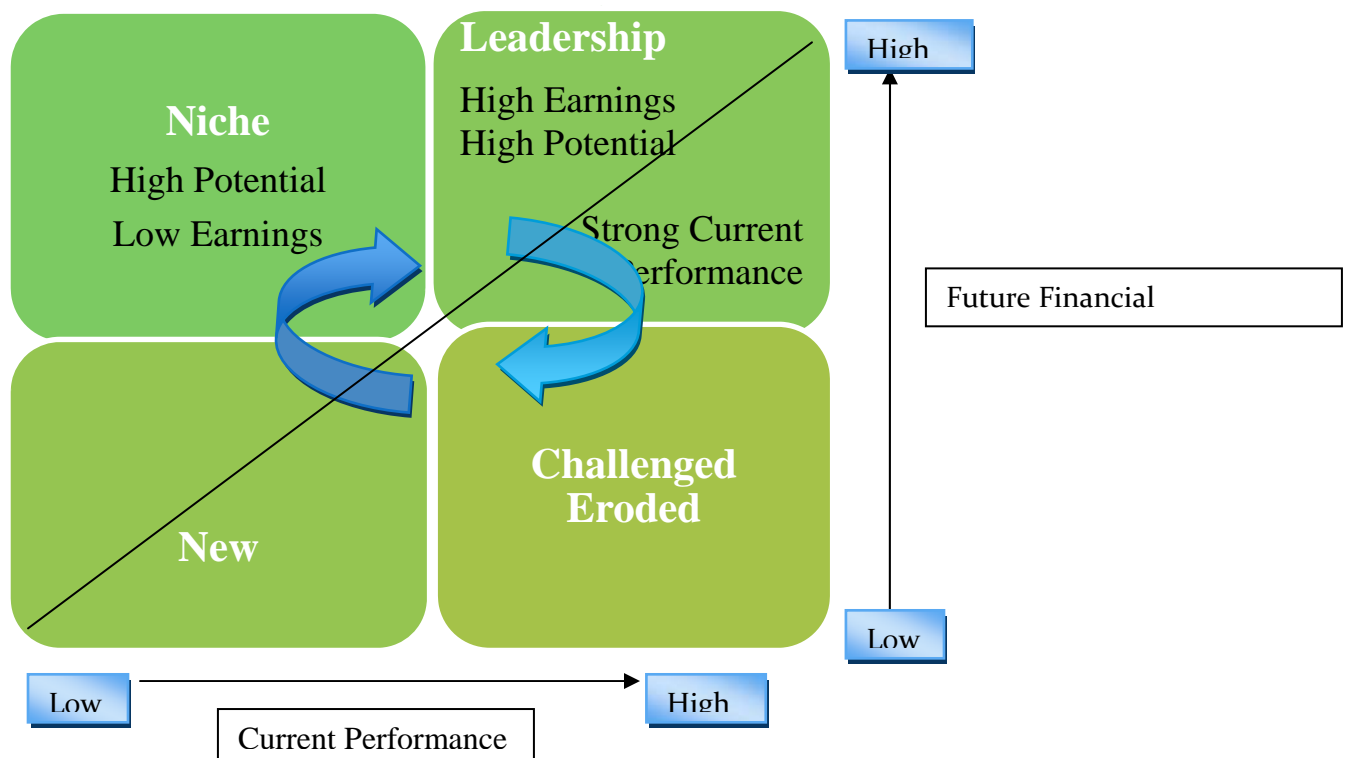 Niche
High Potential
Low Earnings
Leadership
High Earnings
High Potential
Strong Current
Performance
New
Challenged
Eroded
High
Future Financial
Low
Low
High
Current Performance